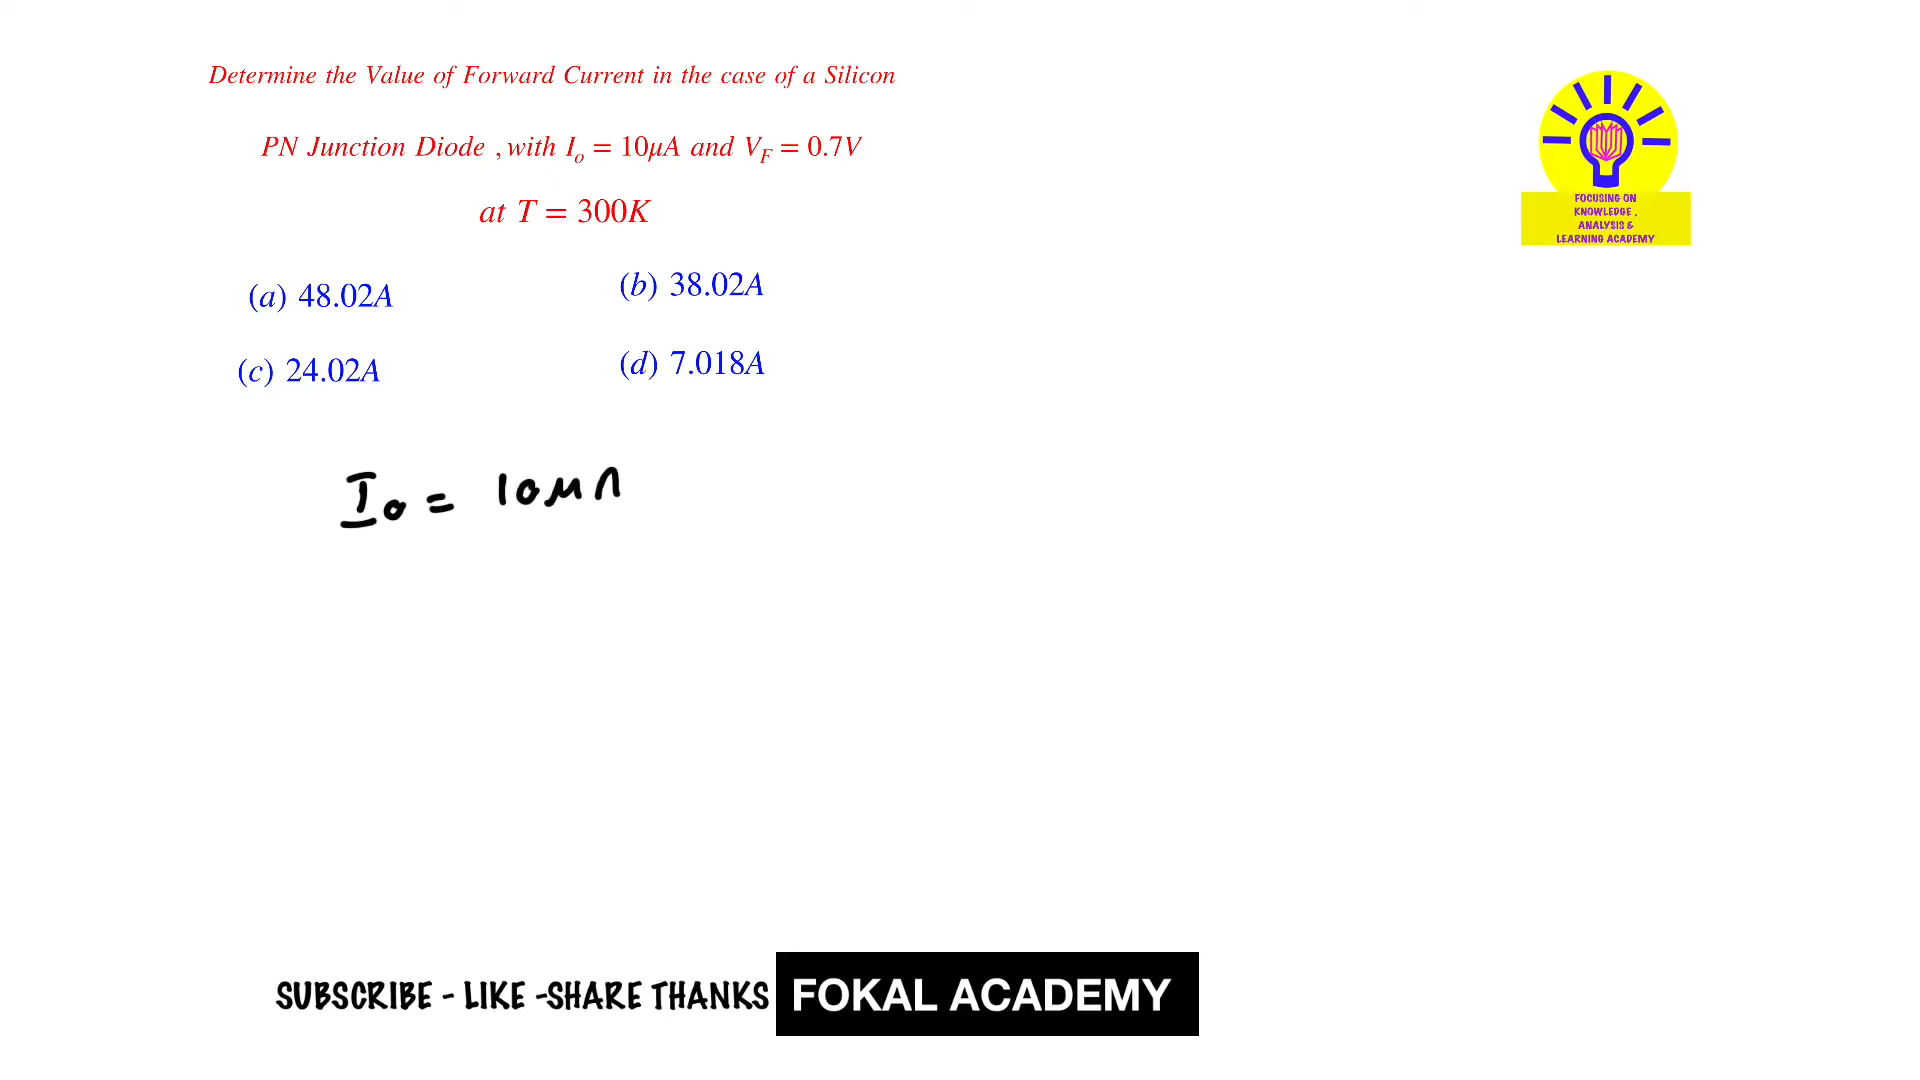 Determine the Value of Forward Current in the case of a Silicon
PN Junction Diode , with Iₒ = 10μA and V_F = 0.7V
at T = 300K
(a) 48.02A
(b) 38.02A
(c) 24.02A
(d) 7.018A
Iₒ = 10μA
FOCUSING ON
KNOWLEDGE ,
ANALYSIS &
LEARNING ACADEMY
SUBSCRIBE - LIKE -SHARE THANKS FOKAL ACADEMY